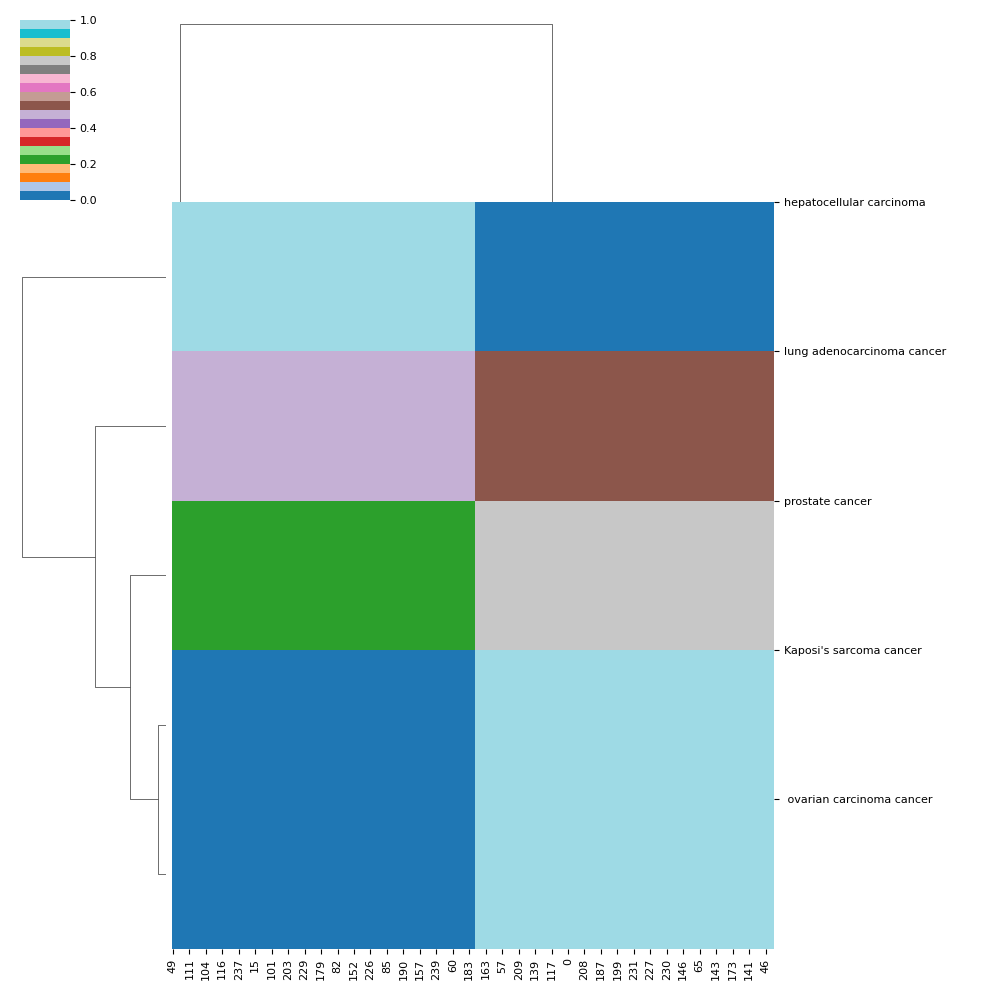 1.0
0.8
0.6
0.4
0.2
0.0
hepatocellular carcinoma
lung adenocarcinoma cancer
prostate cancer
Kaposi's sarcoma cancer
ovarian carcinoma cancer
49 111 104 116 237 15 101 203 229 179 82 152 226 85 190 157 239 60 183 163 57 209 139 117 0 208 187 199 231 227 230 146 65 143 173 141 46